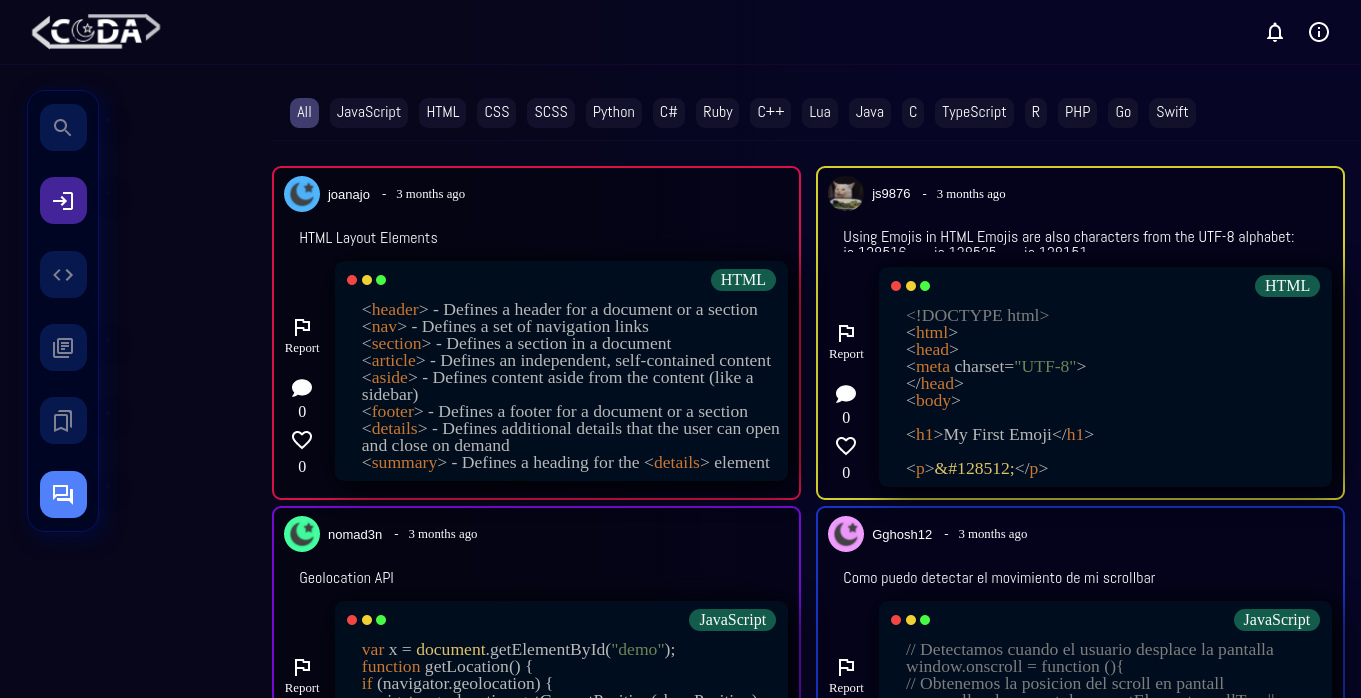 CODA
All JavaScript HTML CSS SCSS Python C# Ruby C++ Lua Java C TypeScript R PHP Go Swift
joanajo - 3 months ago
HTML Layout Elements
HTML
<header> - Defines a header for a document or a section
<nav> - Defines a set of navigation links
<section> - Defines a section in a document
<article> - Defines an independent, self-contained content
<aside> - Defines content aside from the content (like a
sidebar)
<footer> - Defines a footer for a document or a section
<details> - Defines additional details that the user can open
and close on demand
<summary> - Defines a heading for the <details> element
Report
0
0
js9876 - 3 months ago
Using Emojis in HTML Emojis are also characters from the UTF-8 alphabet:
HTML
<!DOCTYPE html>
<html>
<head>
<meta charset="UTF-8">
</head>
<body>
<h1>My First Emoji</h1>
<p>&#128512;</p>
Report
0
0
nomad3n - 3 months ago
Geolocation API
JavaScript
var x = document.getElementById("demo");
function getLocation() {
if (navigator.geolocation) {
Report
Gghosh12 - 3 months ago
Como puedo detectar el movimiento de mi scrollbar
JavaScript
// Detectamos cuando el usuario desplace la pantalla
window.onscroll = function (){
// Obtenemos la posicion del scroll en pantall
Report